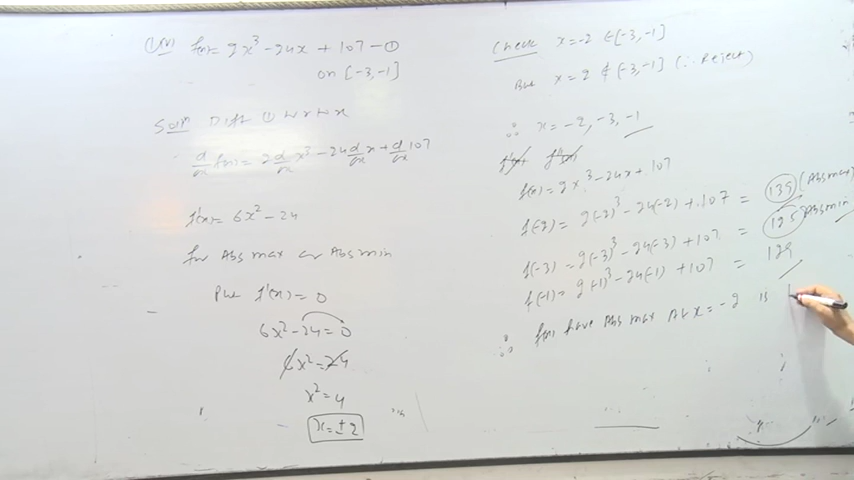 f(x) = 2x³ - 24x + 107 - ①
on [-3, -1]
Soln Diff ① w.r.to x
d/dx f(x) = 2 d/dx x³ - 24 d/dx x + d/dx 107
f'(x) = 6x² - 24
for Abs max or Abs min
Put f'(x) = 0
6x² - 24 = 0
6x² = 24
x² = 4
x = ±2
Check x = -2 ∈ [-3, -1]
But x = 2 ∉ [-3, -1] (∵ Reject)
∴ x = -2, -3, -1
f(x) = 2x³ - 24x + 107
f(-2) = 2(-2)³ - 24(-2) + 107 = 139 (Abs max)
f(-3) = 2(-3)³ - 24(-3) + 107 = 125 Abs min
f(-1) = 2(-1)³ - 24(-1) + 107 = 129
∴ f(x) have Abs max At x = -2 is